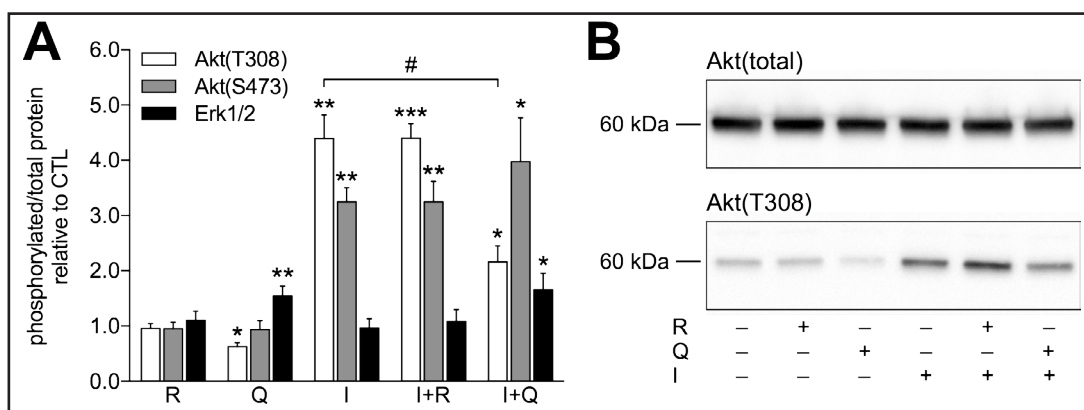 A
phosphorylated/total protein
relative to CTL
6.0
5.0
4.0
3.0
2.0
1.0
0.0
Akt(T308)
Akt(S473)
Erk1/2
#
** *** *
** **
* ** * *
R Q I I+R I+Q
B
Akt(total)
60 kDa
Akt(T308)
60 kDa
R – + – – + –
Q – – + – – +
I – – – + + +